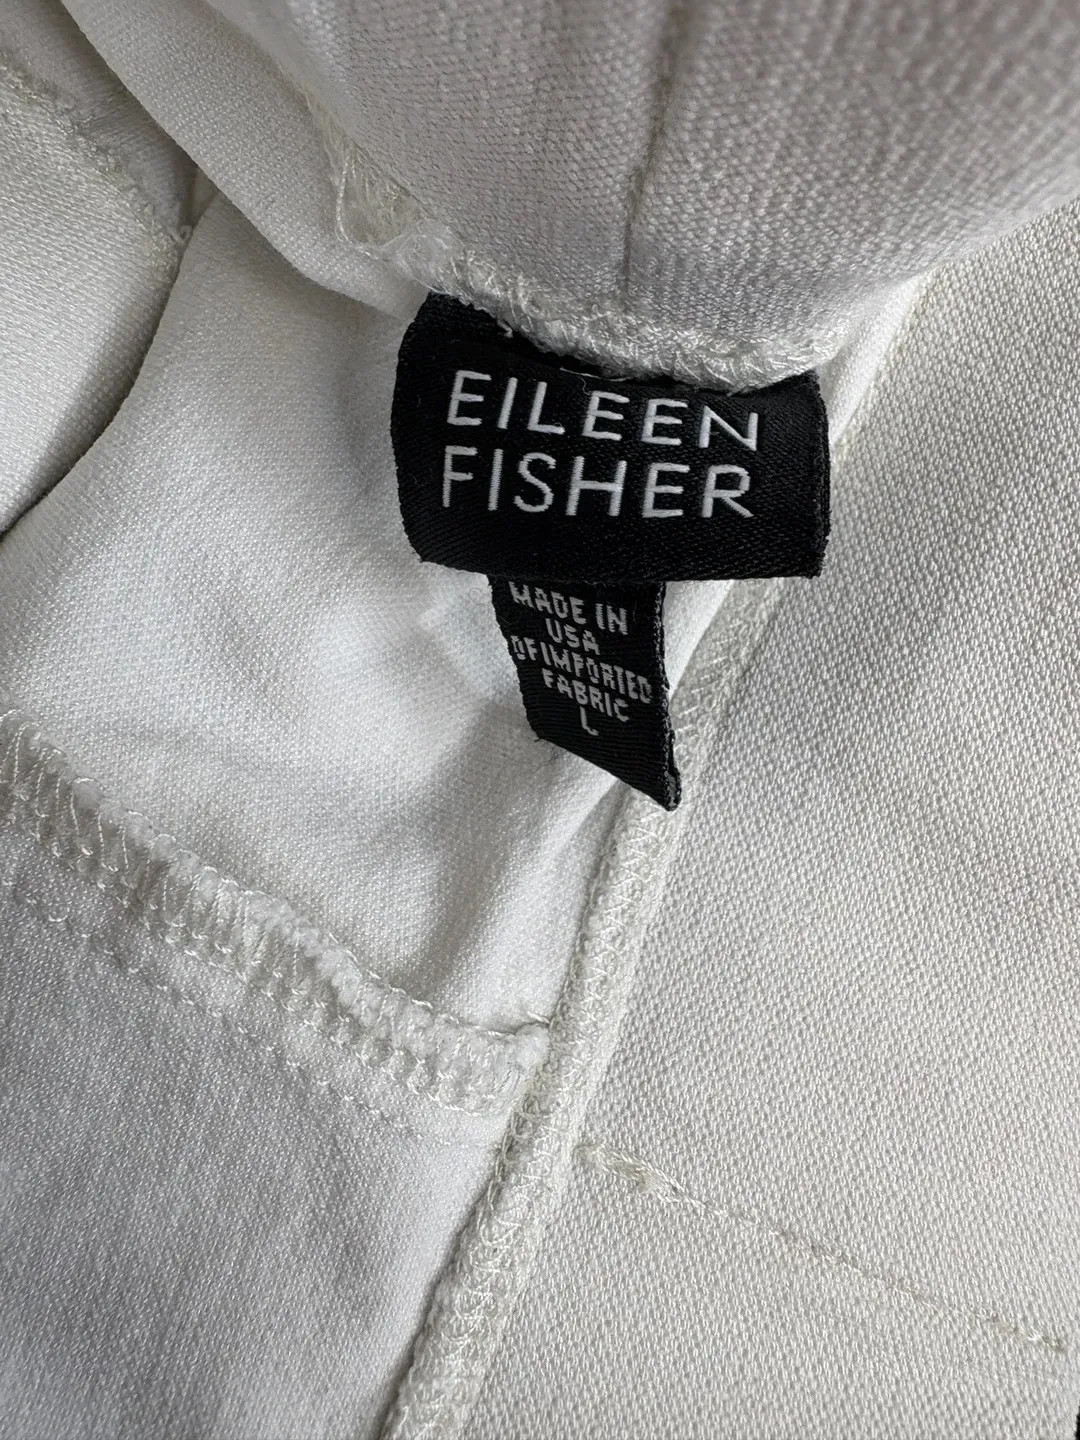 EILEEN
FISHER
MADE IN
USA
OF IMPORTED
FABRIC
L